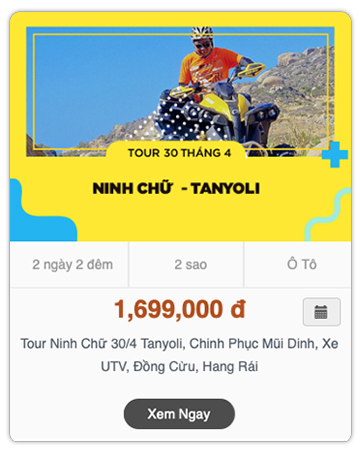 TOUR 30 THÁNG 4
NINH CHỮ - TANYOLI
2 ngày 2 đêm
2 sao
Ô Tô
1,699,000 đ
Tour Ninh Chữ 30/4 Tanyoli, Chinh Phục Mũi Dinh, Xe
UTV, Đồng Cừu, Hang Rái
Xem Ngay